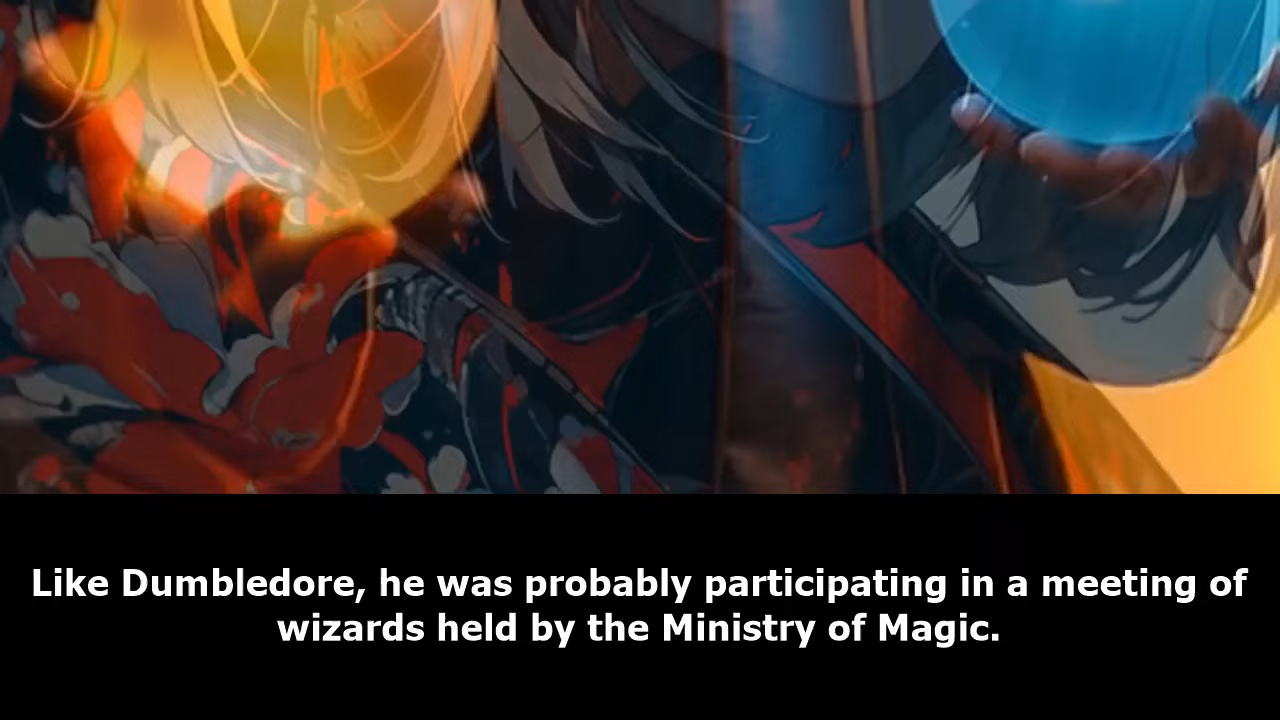 Like Dumbledore, he was probably participating in a meeting of
wizards held by the Ministry of Magic.